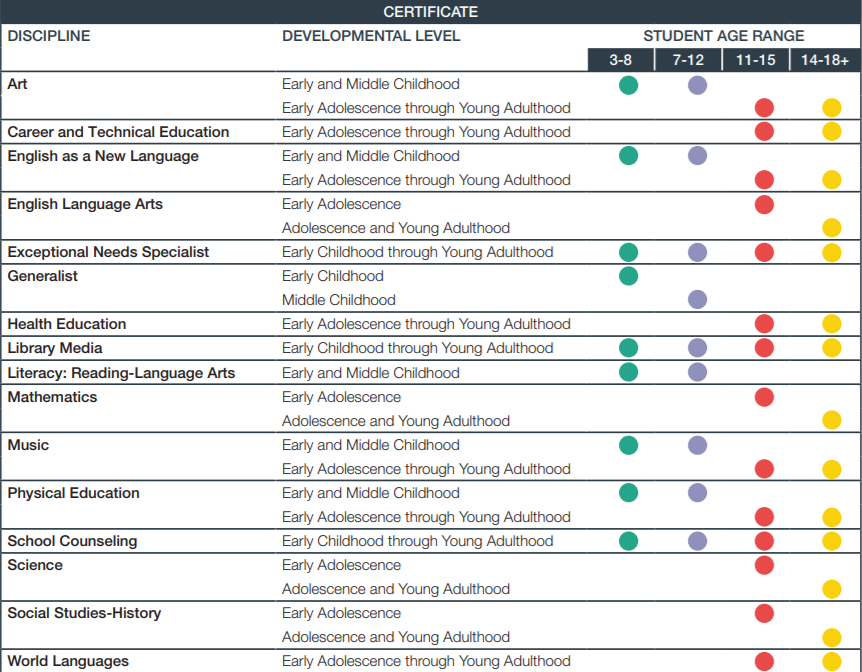 CERTIFICATE
DISCIPLINE DEVELOPMENTAL LEVEL STUDENT AGE RANGE
3-8 7-12 11-15 14-18+
Art Early and Middle Childhood
Early Adolescence through Young Adulthood
Career and Technical Education Early Adolescence through Young Adulthood
English as a New Language Early and Middle Childhood
Early Adolescence through Young Adulthood
English Language Arts Early Adolescence
Adolescence and Young Adulthood
Exceptional Needs Specialist Early Childhood through Young Adulthood
Generalist Early Childhood
Middle Childhood
Health Education Early Adolescence through Young Adulthood
Library Media Early Childhood through Young Adulthood
Literacy: Reading-Language Arts Early and Middle Childhood
Mathematics Early Adolescence
Adolescence and Young Adulthood
Music Early and Middle Childhood
Early Adolescence through Young Adulthood
Physical Education Early and Middle Childhood
Early Adolescence through Young Adulthood
School Counseling Early Childhood through Young Adulthood
Science Early Adolescence
Adolescence and Young Adulthood
Social Studies-History Early Adolescence
Adolescence and Young Adulthood
World Languages Early Adolescence through Young Adulthood